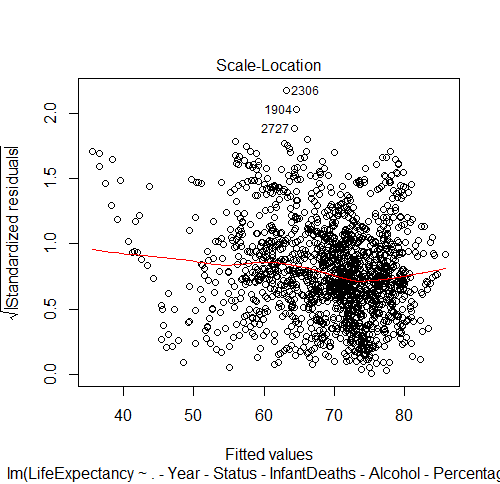 Scale-Location
2306
1904
2727
2.0
1.5
1.0
0.5
0.0
√|Standardized residuals|
40 50 60 70 80
Fitted values
lm(LifeExpectancy ~ . - Year - Status - InfantDeaths - Alcohol - Percentag